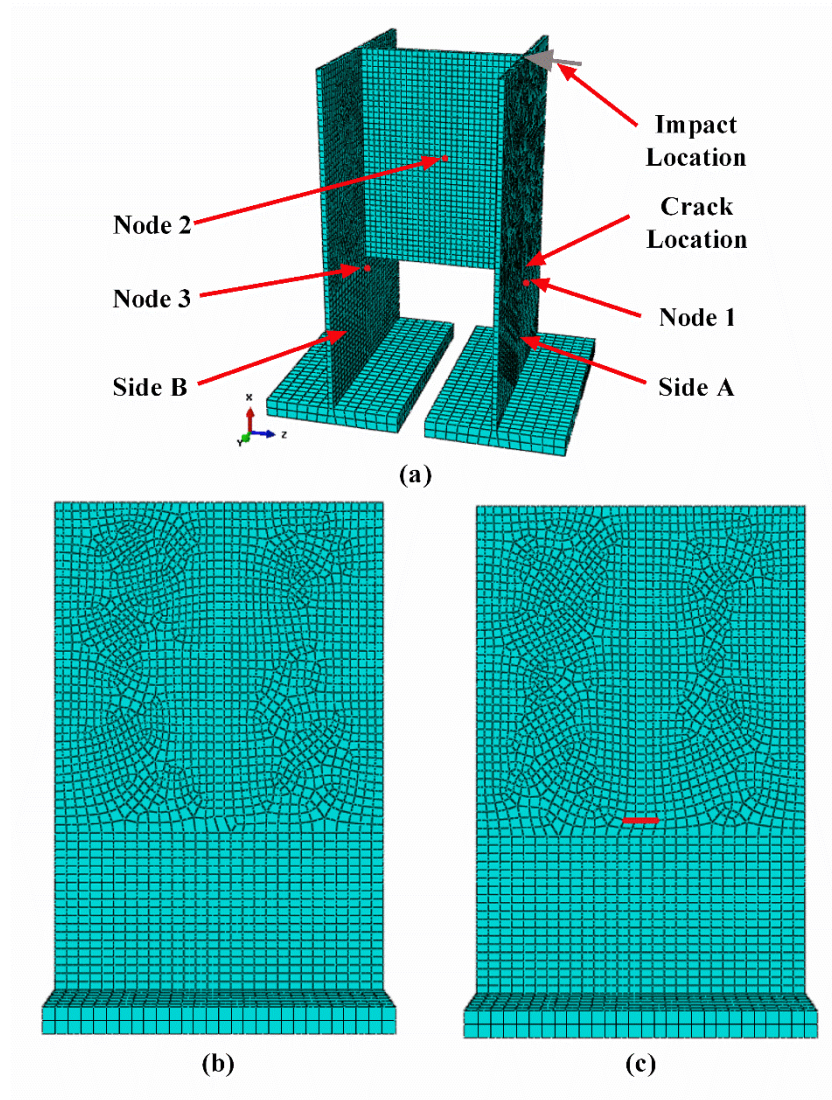 Impact
Location
Crack
Location
Node 2
Node 3
Node 1
Side B
Side A
X
Y
Z
(a)
(b)
(c)